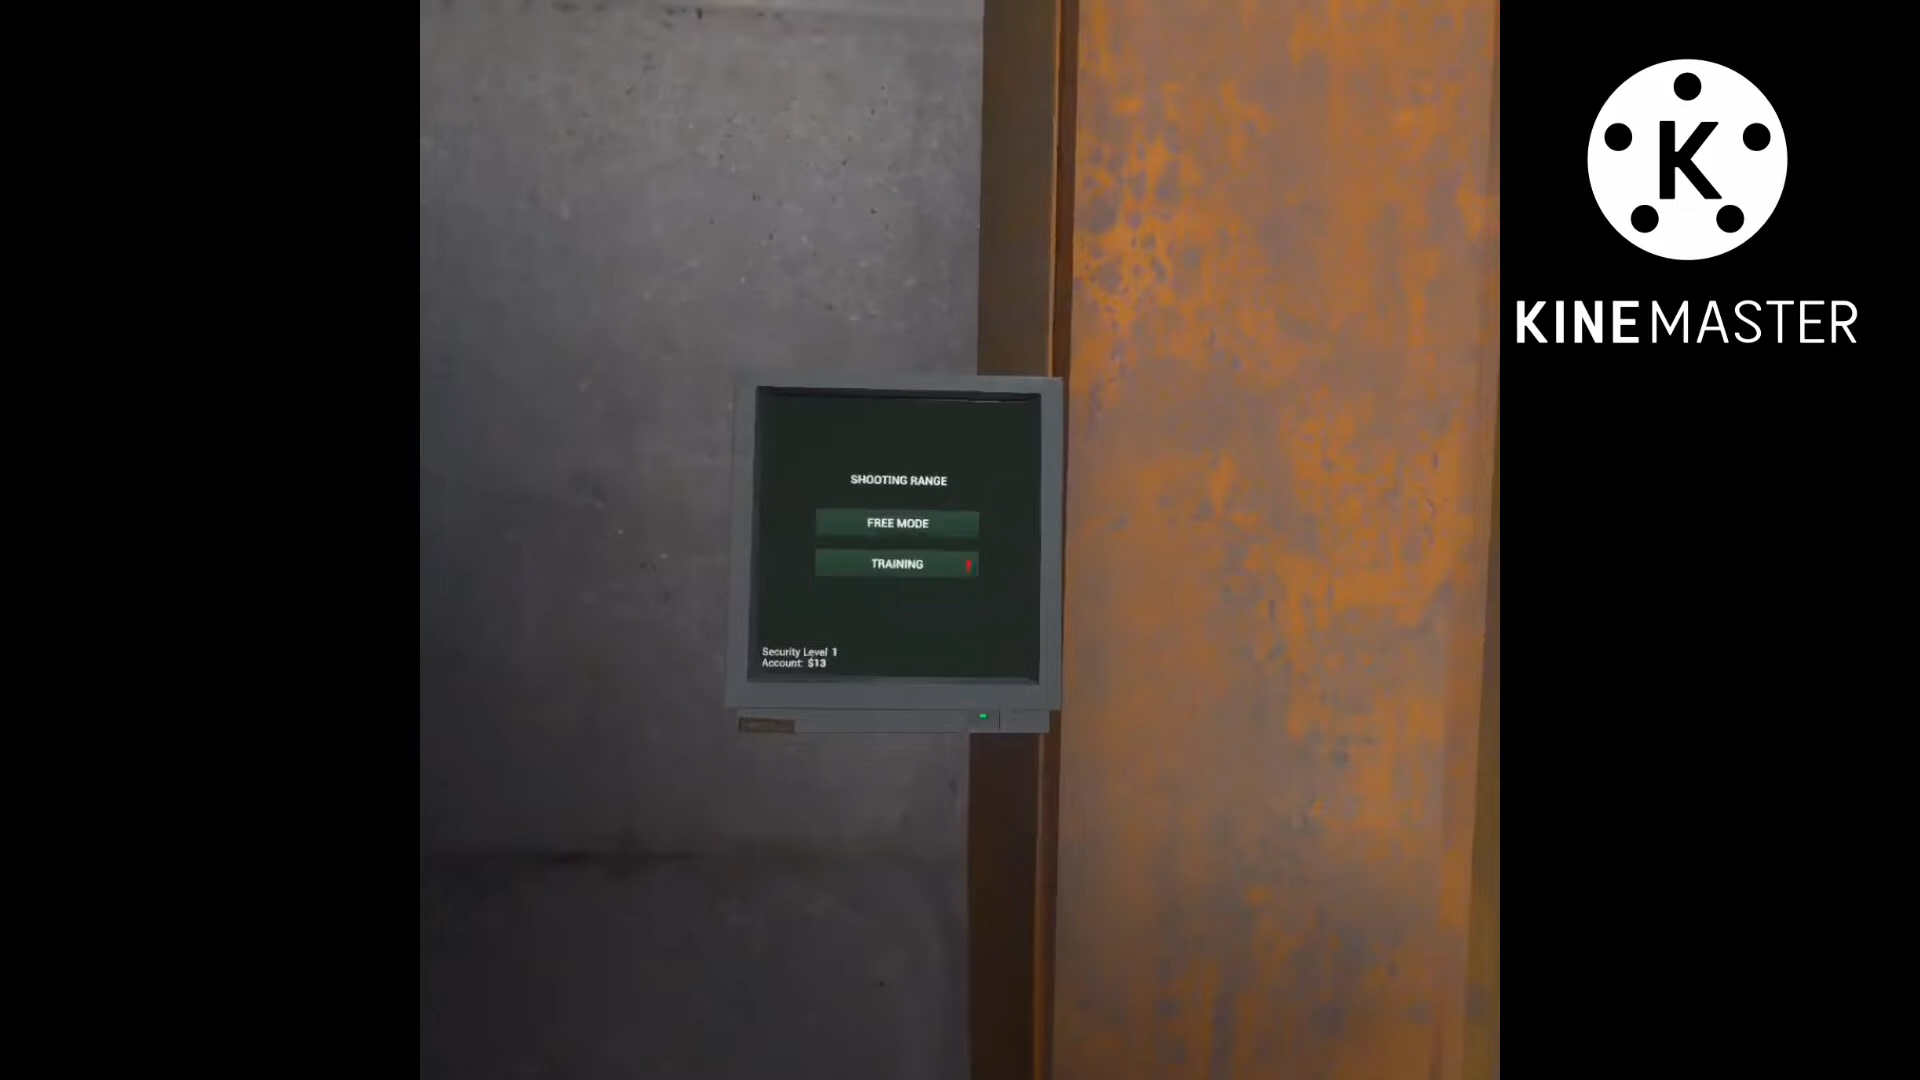 K
KINEMASTER
SHOOTING RANGE
FREE MODE
TRAINING !
Security Level 1
Account: $13